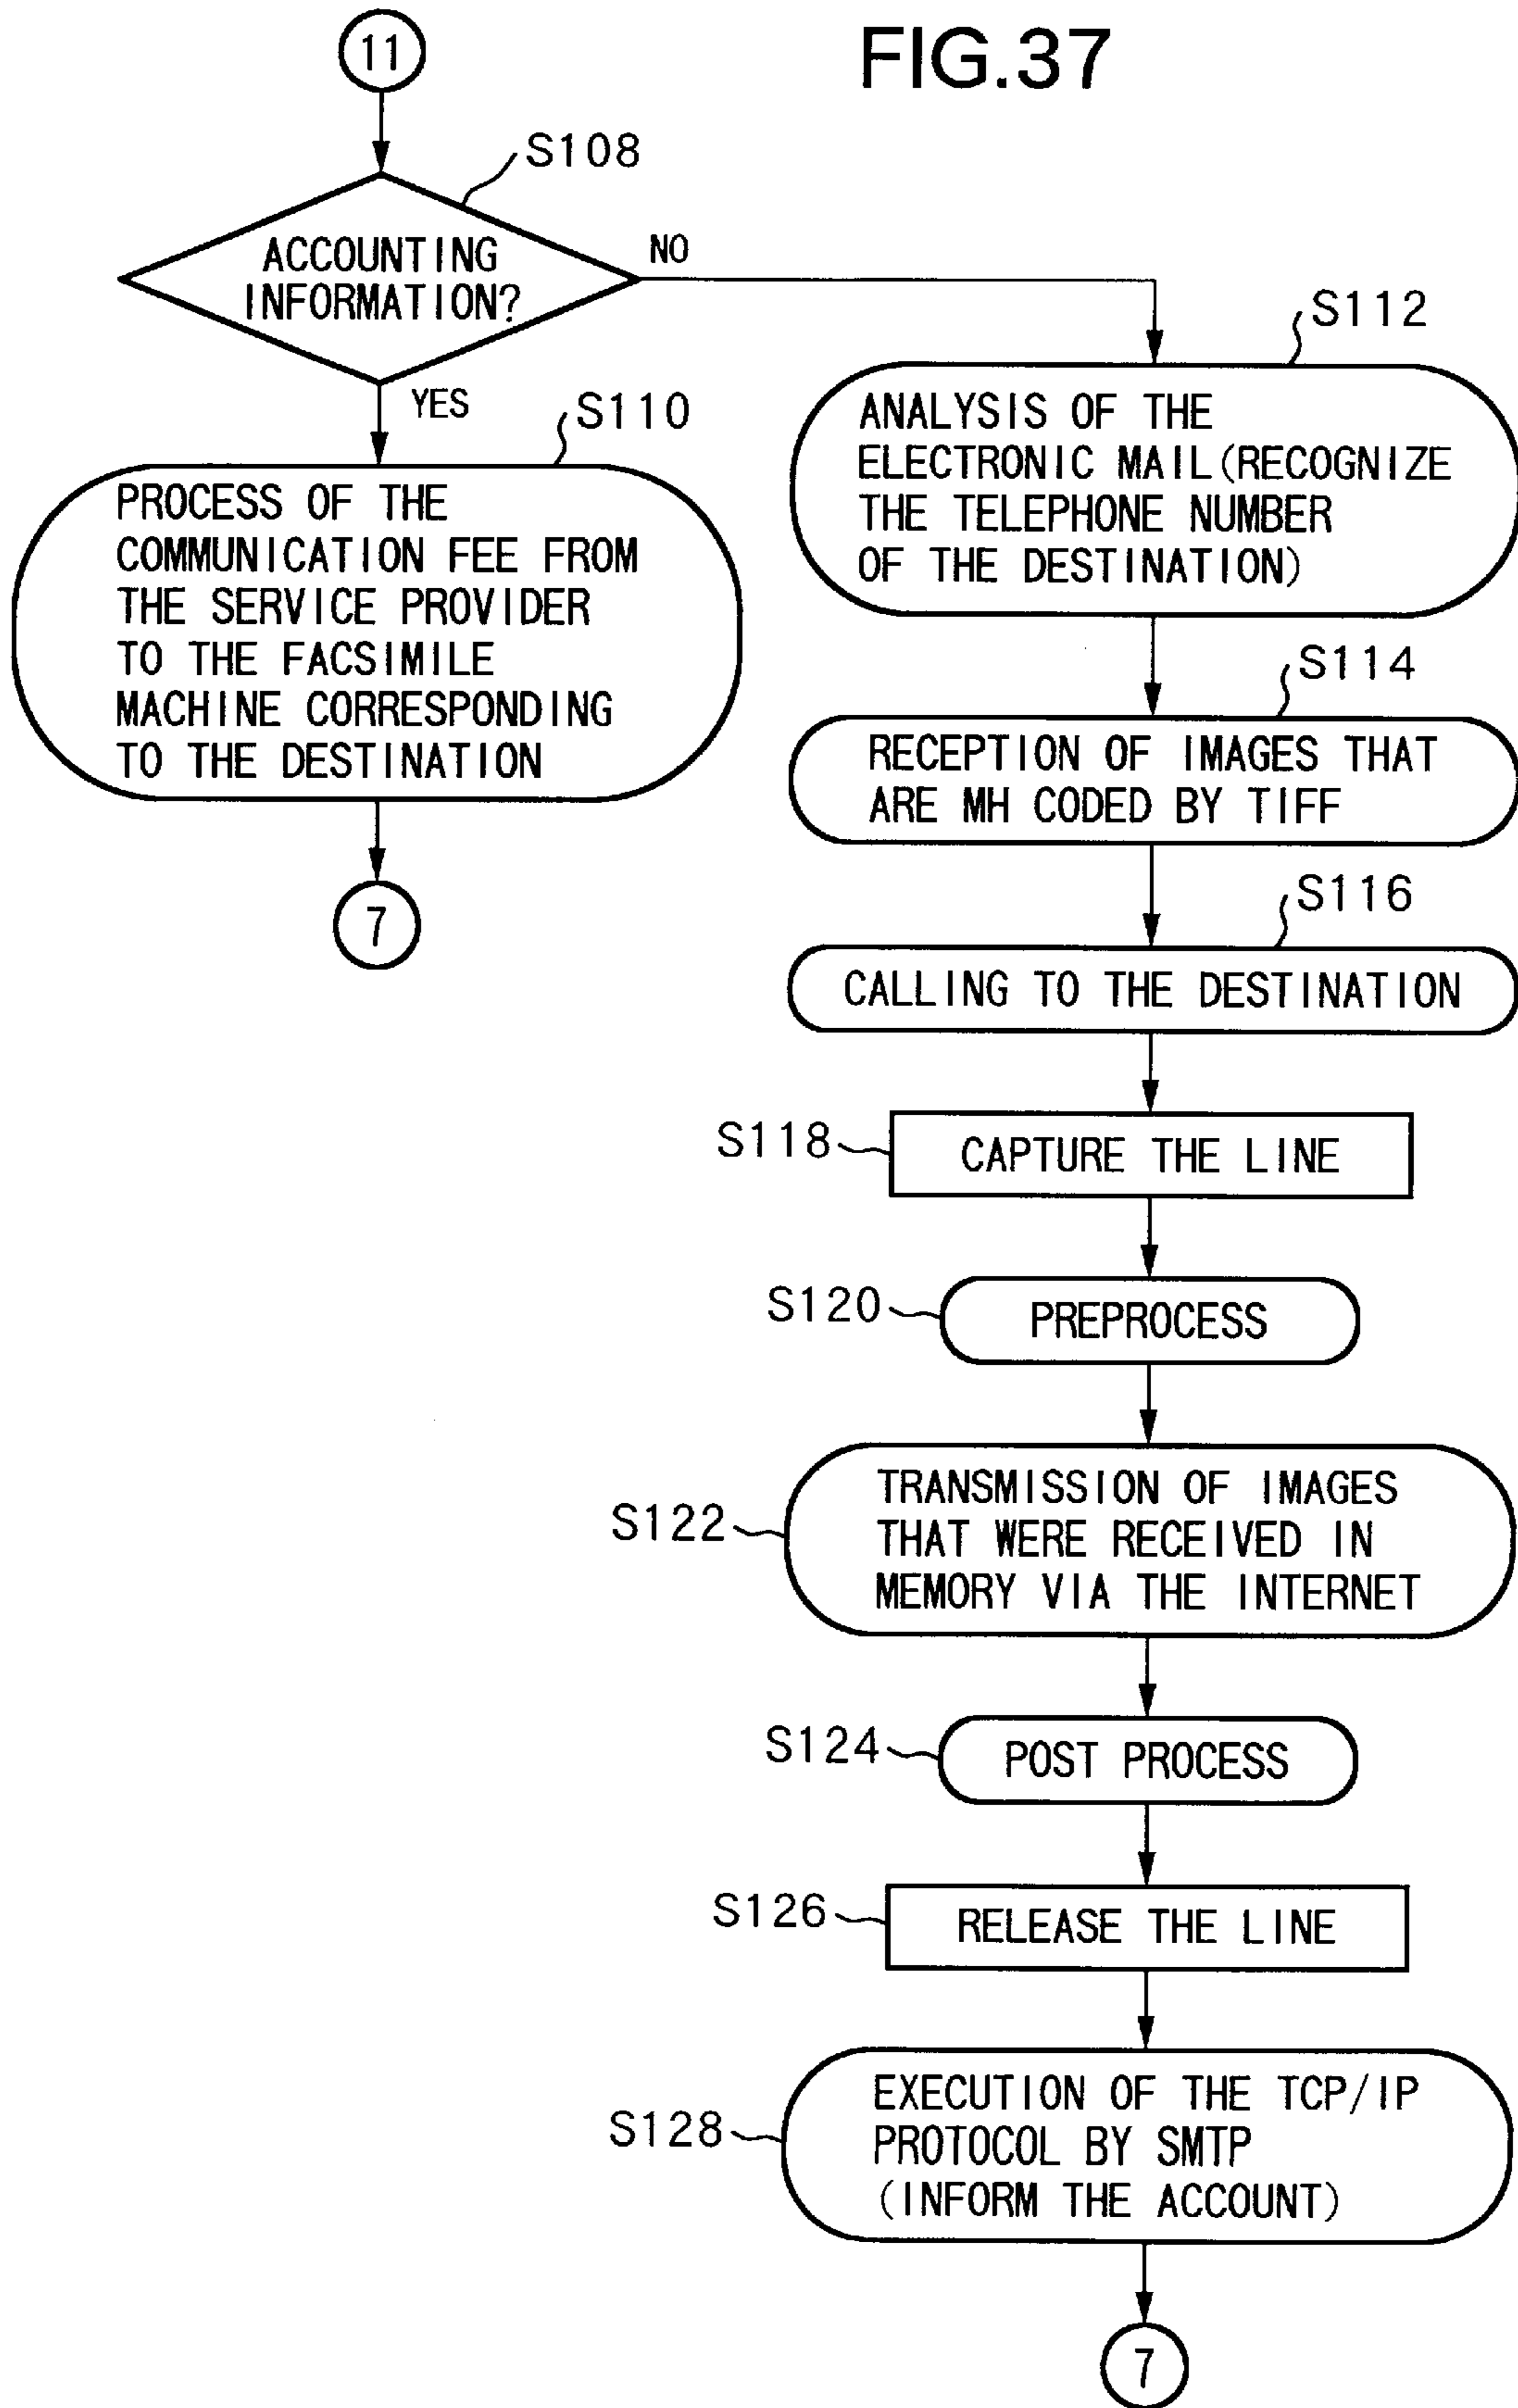 FIG.37
11
S108
ACCOUNTING
INFORMATION?
NO
YES
S110
PROCESS OF THE
COMMUNICATION FEE FROM
THE SERVICE PROVIDER
TO THE FACSIMILE
MACHINE CORRESPONDING
TO THE DESTINATION
7
S112
ANALYSIS OF THE
ELECTRONIC MAIL(RECOGNIZE
THE TELEPHONE NUMBER
OF THE DESTINATION)
S114
RECEPTION OF IMAGES THAT
ARE MH CODED BY TIFF
S116
CALLING TO THE DESTINATION
S118
CAPTURE THE LINE
S120
PREPROCESS
S122
TRANSMISSION OF IMAGES
THAT WERE RECEIVED IN
MEMORY VIA THE INTERNET
S124
POST PROCESS
S126
RELEASE THE LINE
S128
EXECUTION OF THE TCP/IP
PROTOCOL BY SMTP
(INFORM THE ACCOUNT)
7